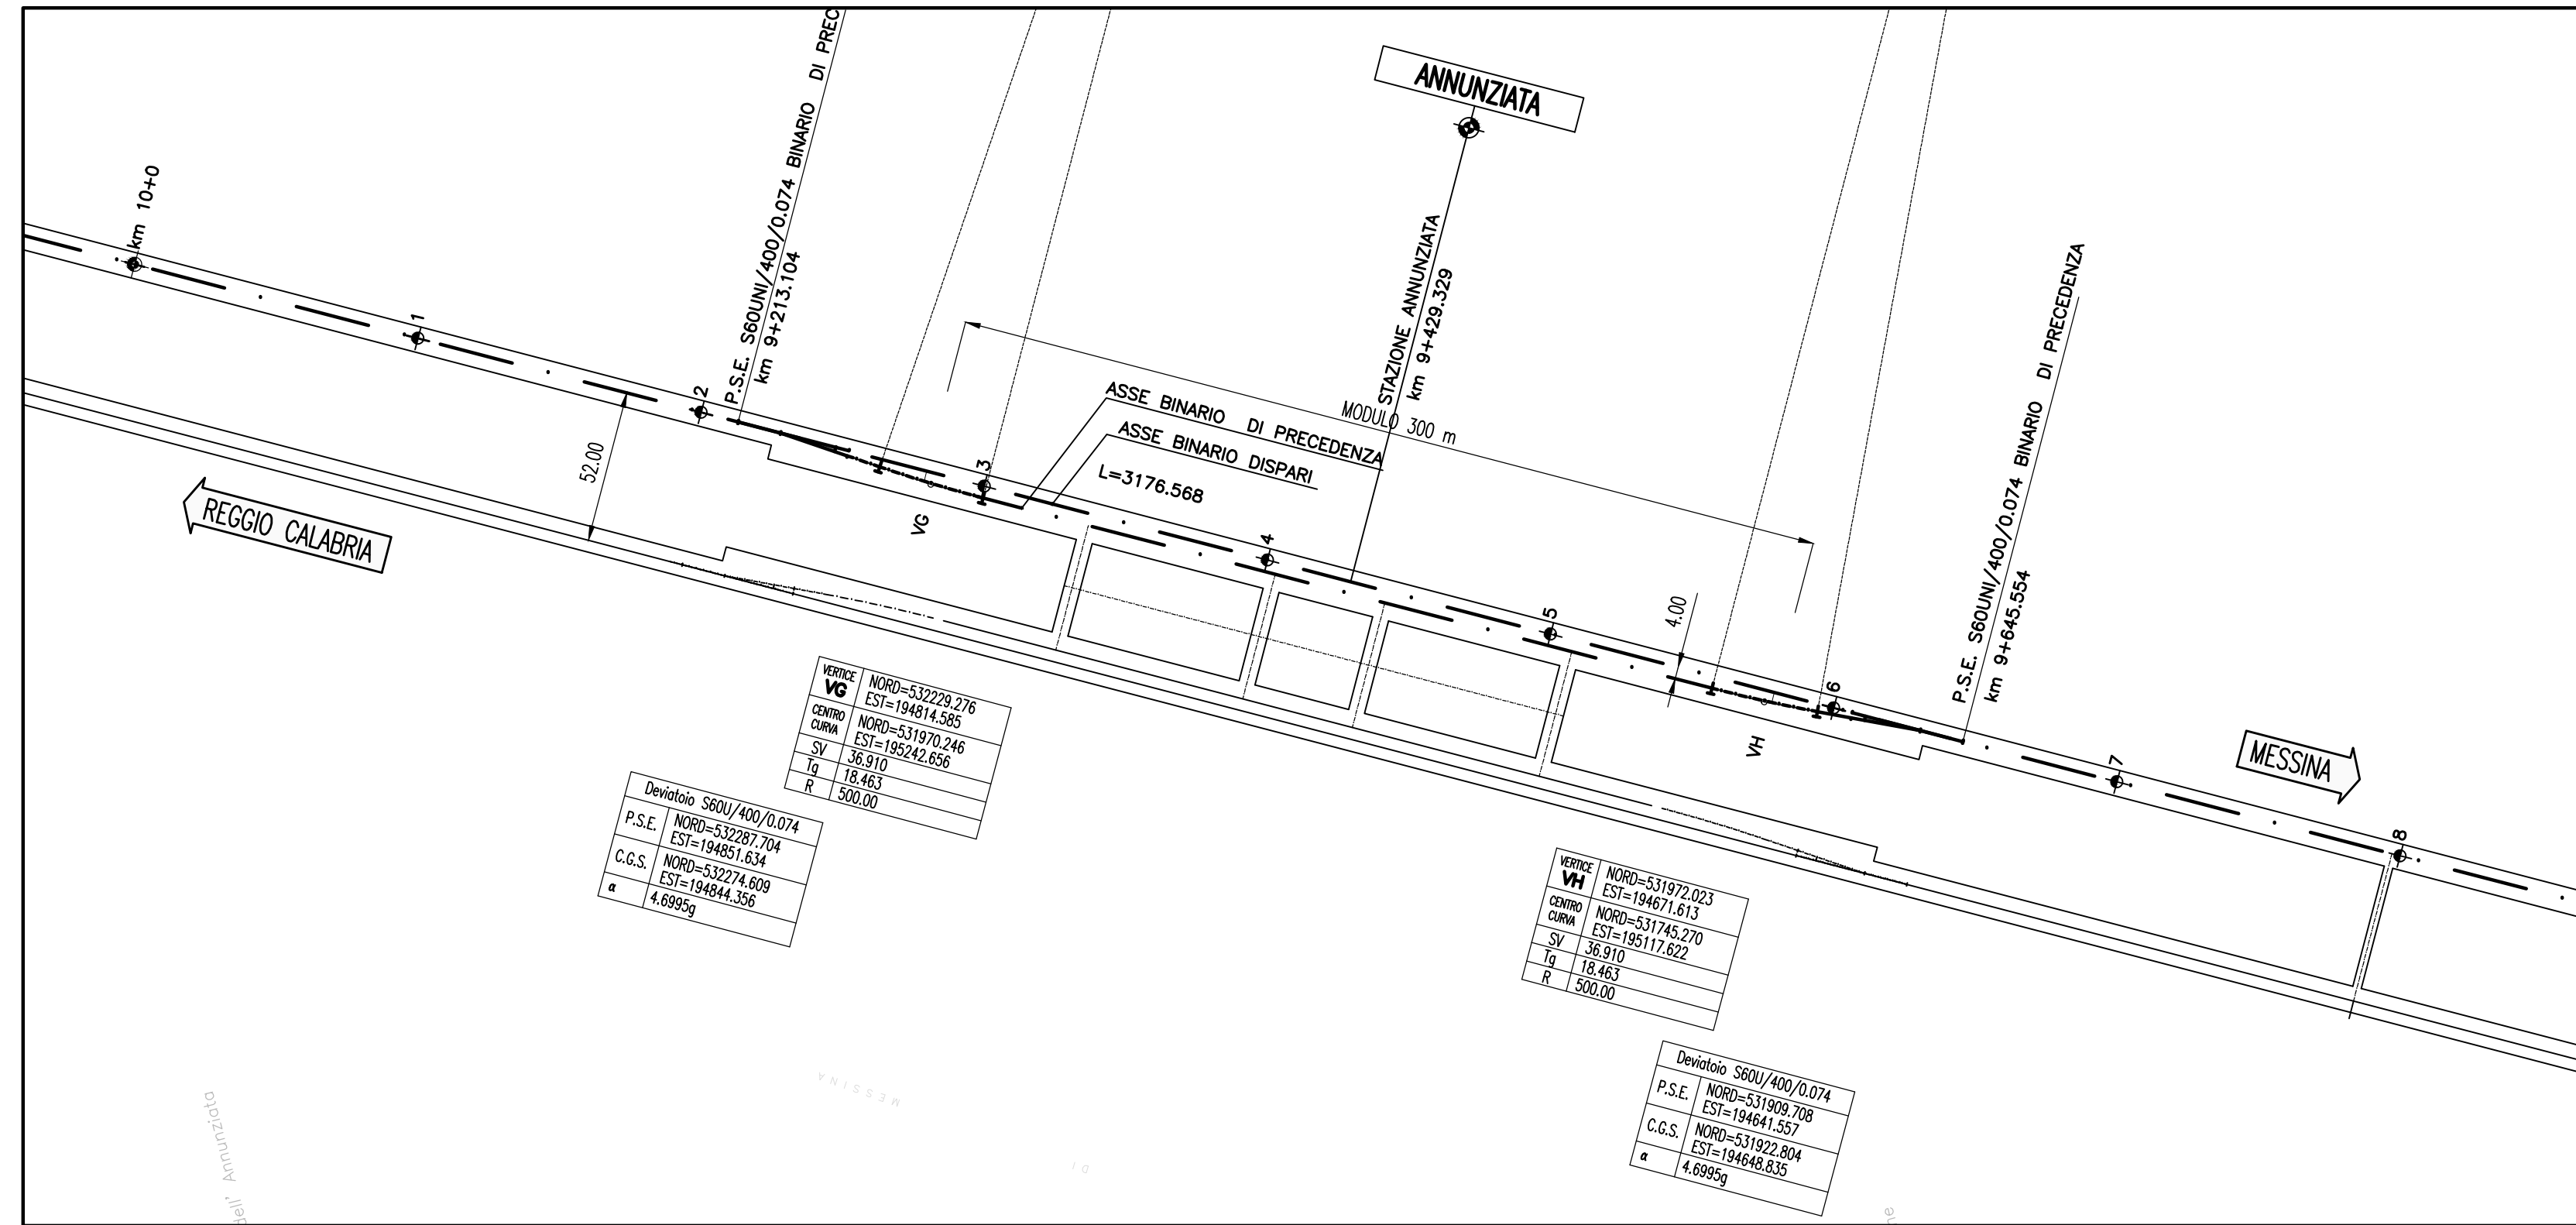 ANNUNZIATA
km 10+0
1
2
P.S.E. S60UNI/400/0.074 BINARIO DI PREC
km 9+213.104
3
VG
ASSE BINARIO DI PRECEDENZA
ASSE BINARIO DISPARI
L=3176.568
STAZIONE ANNUNZIATA
km 9+429.329
MODULO 300 m
4
5
4.00
6
VH
P.S.E. S60UNI/400/0.074 BINARIO DI PRECEDENZA
km 9+645.554
7
8
52.00
REGGIO CALABRIA
MESSINA
VERTICE
VG
NORD=532229.276
EST=194814.585
CENTRO
CURVA
NORD=531970.246
EST=195242.656
SV 36.910
Tg 18.463
R 500.00
Deviatoio S60U/400/0.074
P.S.E.
NORD=532287.704
EST=194851.634
C.G.S.
NORD=532274.609
EST=194844.356
α 4.6995g
VERTICE
VH
NORD=531972.023
EST=194671.613
CENTRO
CURVA
NORD=531745.270
EST=195117.622
SV 36.910
Tg 18.463
R 500.00
Deviatoio S60U/400/0.074
P.S.E.
NORD=531909.708
EST=194641.557
C.G.S.
NORD=531922.804
EST=194648.835
α 4.6995g
MESSINA
DI
dell' Annunziata
ne